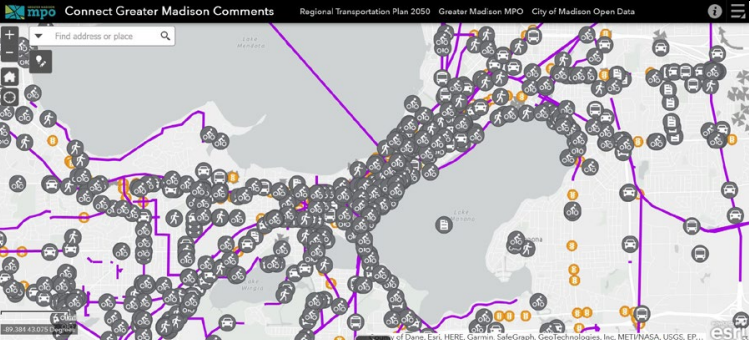 mpo Connect Greater Madison Comments Regional Transportation Plan 2050 Greater Madison MPO City of Madison Open Data
+
Find address or place
Lake
Mendota
Lake
Monona
ona
Lake
Wingra
-89.384 43.075 Degrees
County of Dane, Esri, HERE, Garmin, SafeGraph, GeoTechnologies, Inc, METI/NASA, USGS, EP...
esri